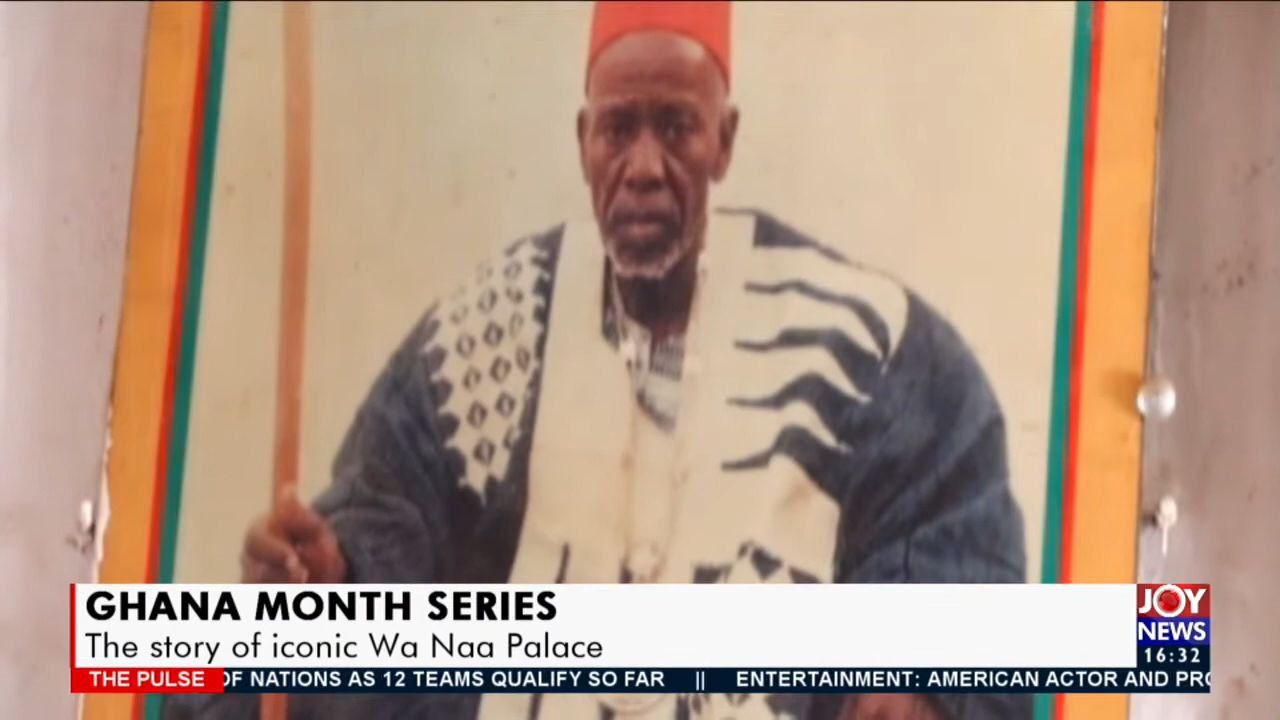 GHANA MONTH SERIES
The story of iconic Wa Naa Palace
JOY
NEWS
16:32
THE PULSE
OF NATIONS AS 12 TEAMS QUALIFY SO FAR || ENTERTAINMENT: AMERICAN ACTOR AND